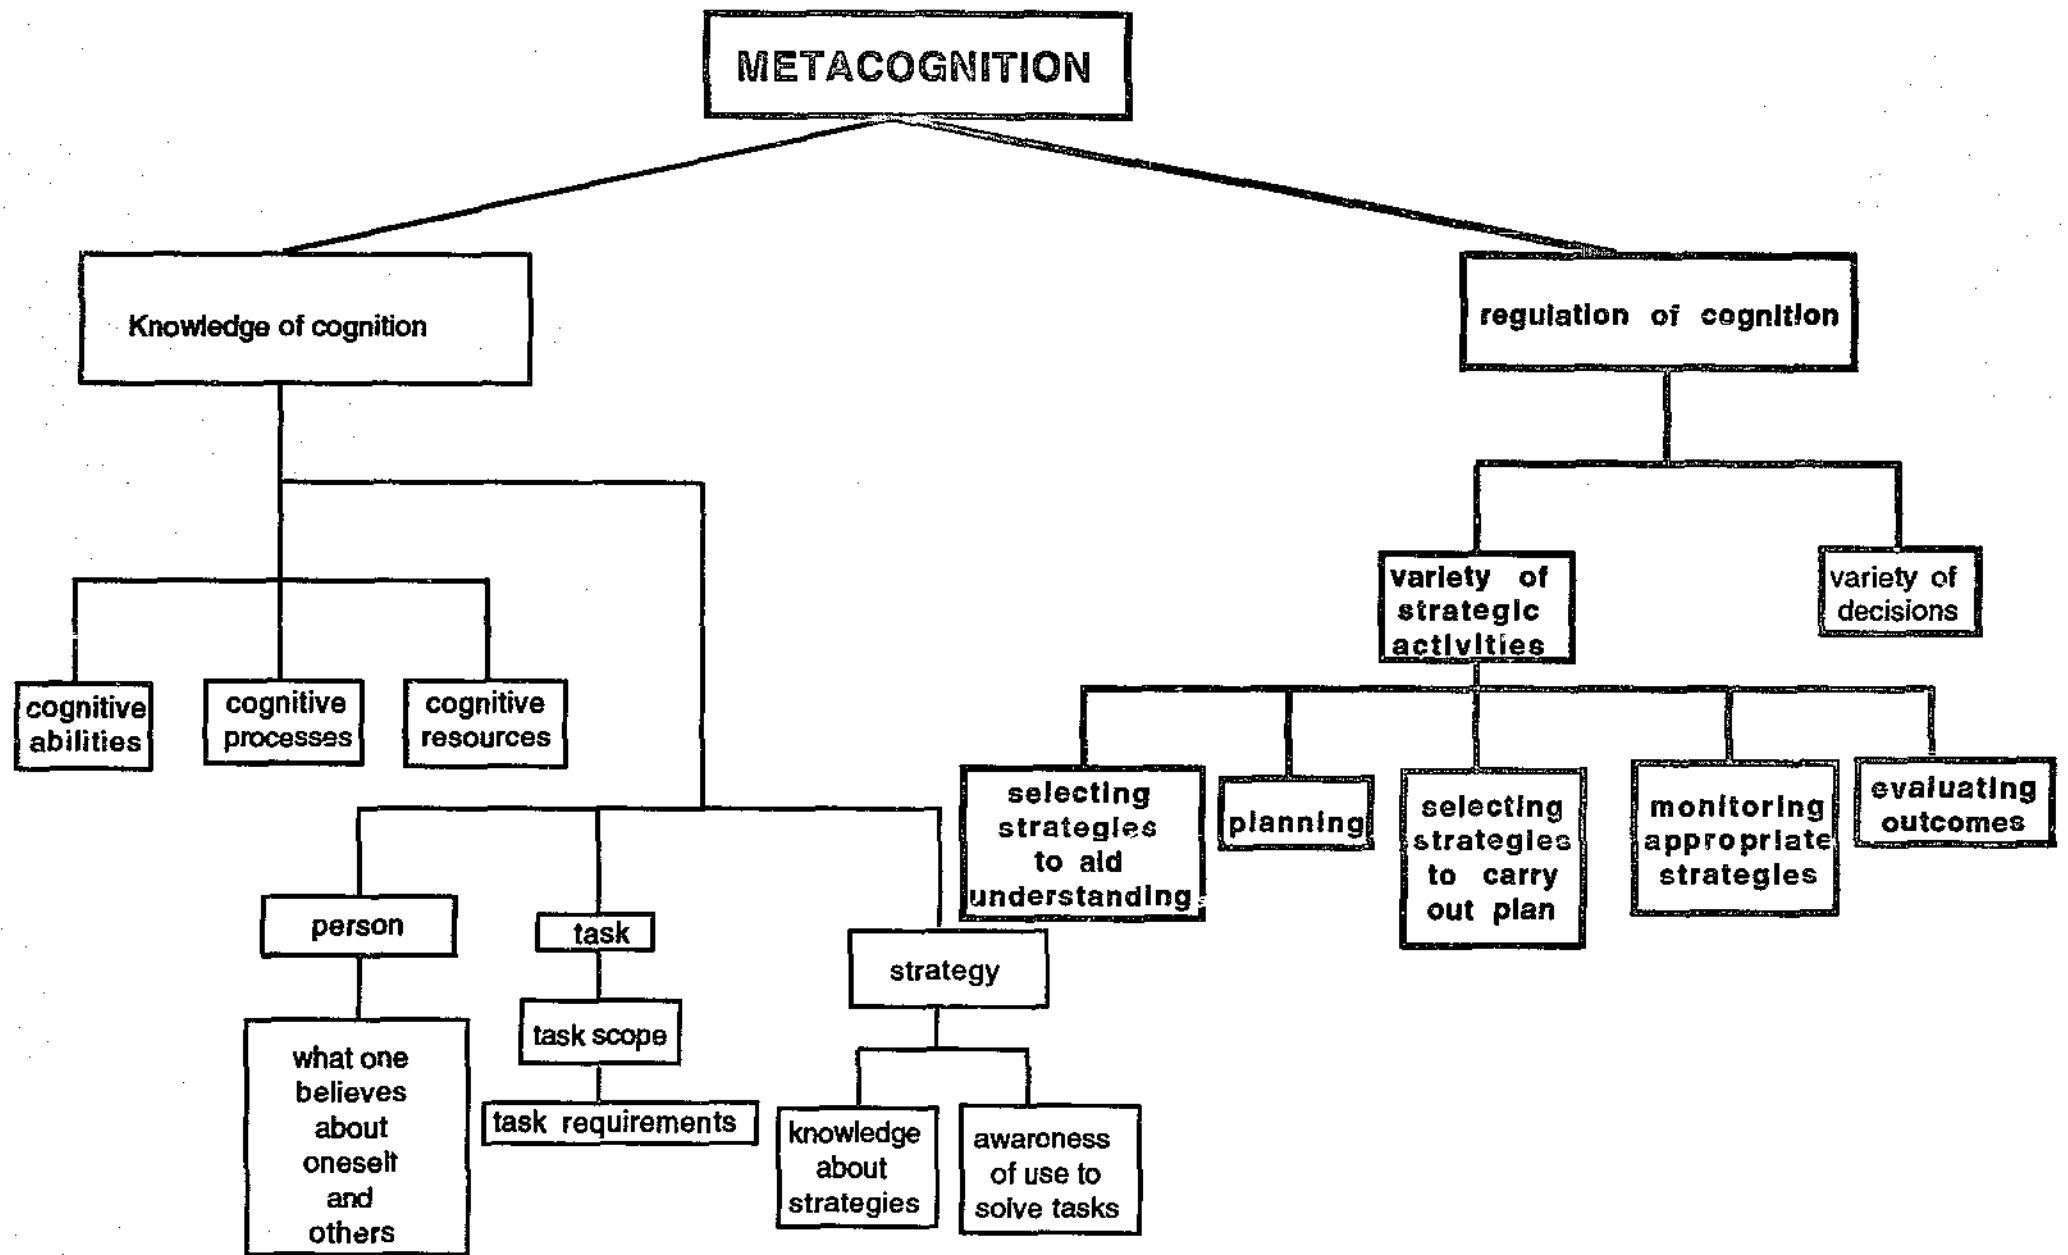 METACOGNITION
Knowledge of cognition
regulation of cognition
variety of
strategic
activities
variety of
decisions
cognitive
abilities
cognitive
processes
cognitive
resources
selecting
strategies
to aid
understanding
planning
selecting
strategies
to carry
out plan
monitoring
appropriate
strategies
evaluating
outcomes
person
task
strategy
what one
believes
about
oneself
and
others
task scope
task requirements
knowledge
about
strategies
awareness
of use to
solve tasks